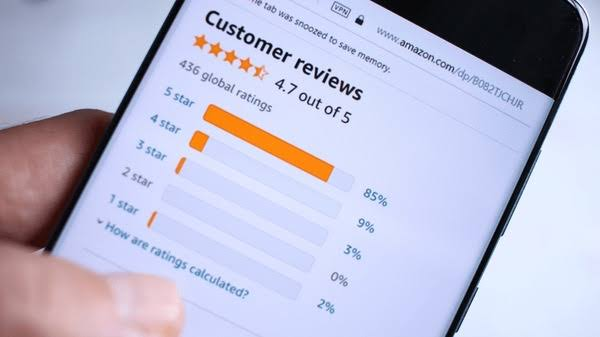 VPN
www.amazon.com/dp/B082TJCHJR
The tab was snoozed to save memory.
Customer reviews
4.7 out of 5
436 global ratings
5 star 85%
4 star 9%
3 star 3%
2 star 0%
1 star 2%
How are ratings calculated?